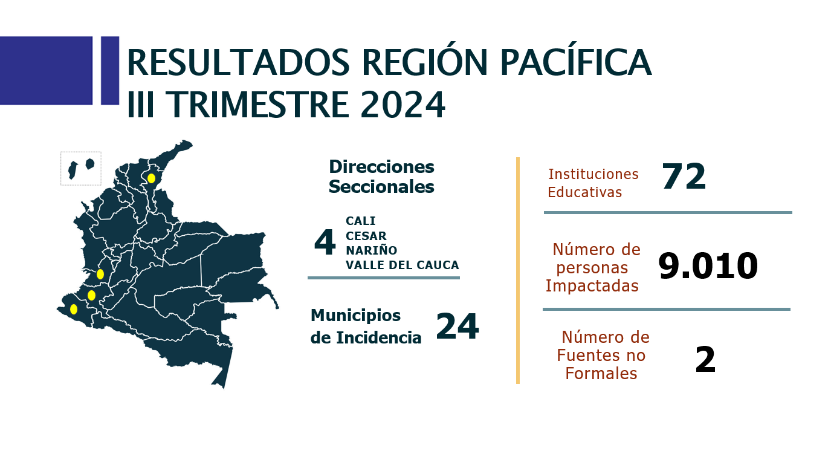 RESULTADOS REGIÓN PACÍFICA
III TRIMESTRE 2024
Direcciones
Seccionales
4
CALI
CESAR
NARIÑO
VALLE DEL CAUCA
Municipios
de Incidencia
24
Instituciones
Educativas
72
Número de
personas
Impactadas
9.010
Número de
Fuentes no
Formales
2